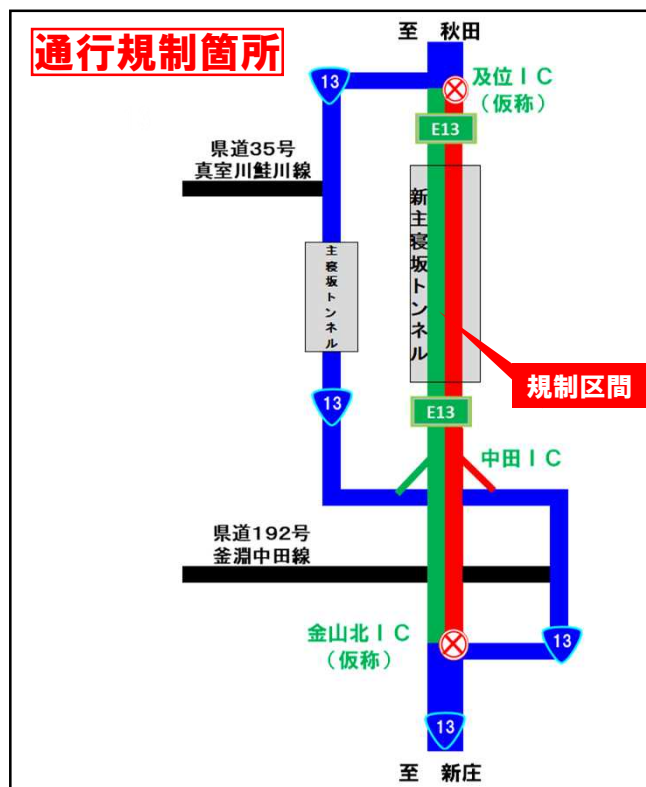 通行規制箇所
至 秋田
13
及位IC
(仮称)
E13
県道35号
真室川鮭川線
新主寝坂トンネル
主寝坂トンネル
規制区間
13
E13
中田IC
県道192号
釜淵中田線
金山北IC
(仮称)
13
13
至 新庄